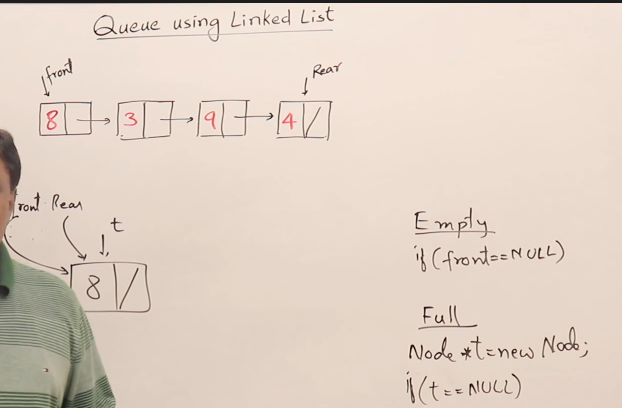 Queue using Linked List
front
Rear
8 3 9 4
front Rear
t
8
Empty
if(front==NULL)
Full
Node *t=new Node;
if(t==NULL)